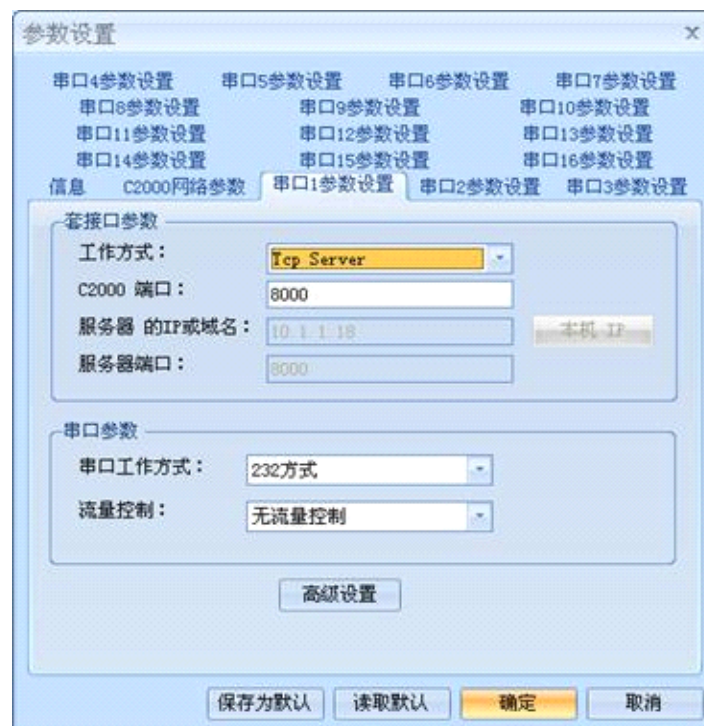 参数设置
串口4参数设置 串口5参数设置 串口6参数设置 串口7参数设置
串口8参数设置 串口9参数设置 串口10参数设置
串口11参数设置 串口12参数设置 串口13参数设置
串口14参数设置 串口15参数设置 串口16参数设置
信息 C2000网络参数 串口1参数设置 串口2参数设置 串口3参数设置
套接口参数
工作方式： Tcp Server
C2000 端口： 8000
服务器 的IP或域名： 10.1.1.18 本机 IP
服务器端口： 8000
串口参数
串口工作方式： 232方式
流量控制： 无流量控制
高级设置
保存为默认 读取默认 确定 取消